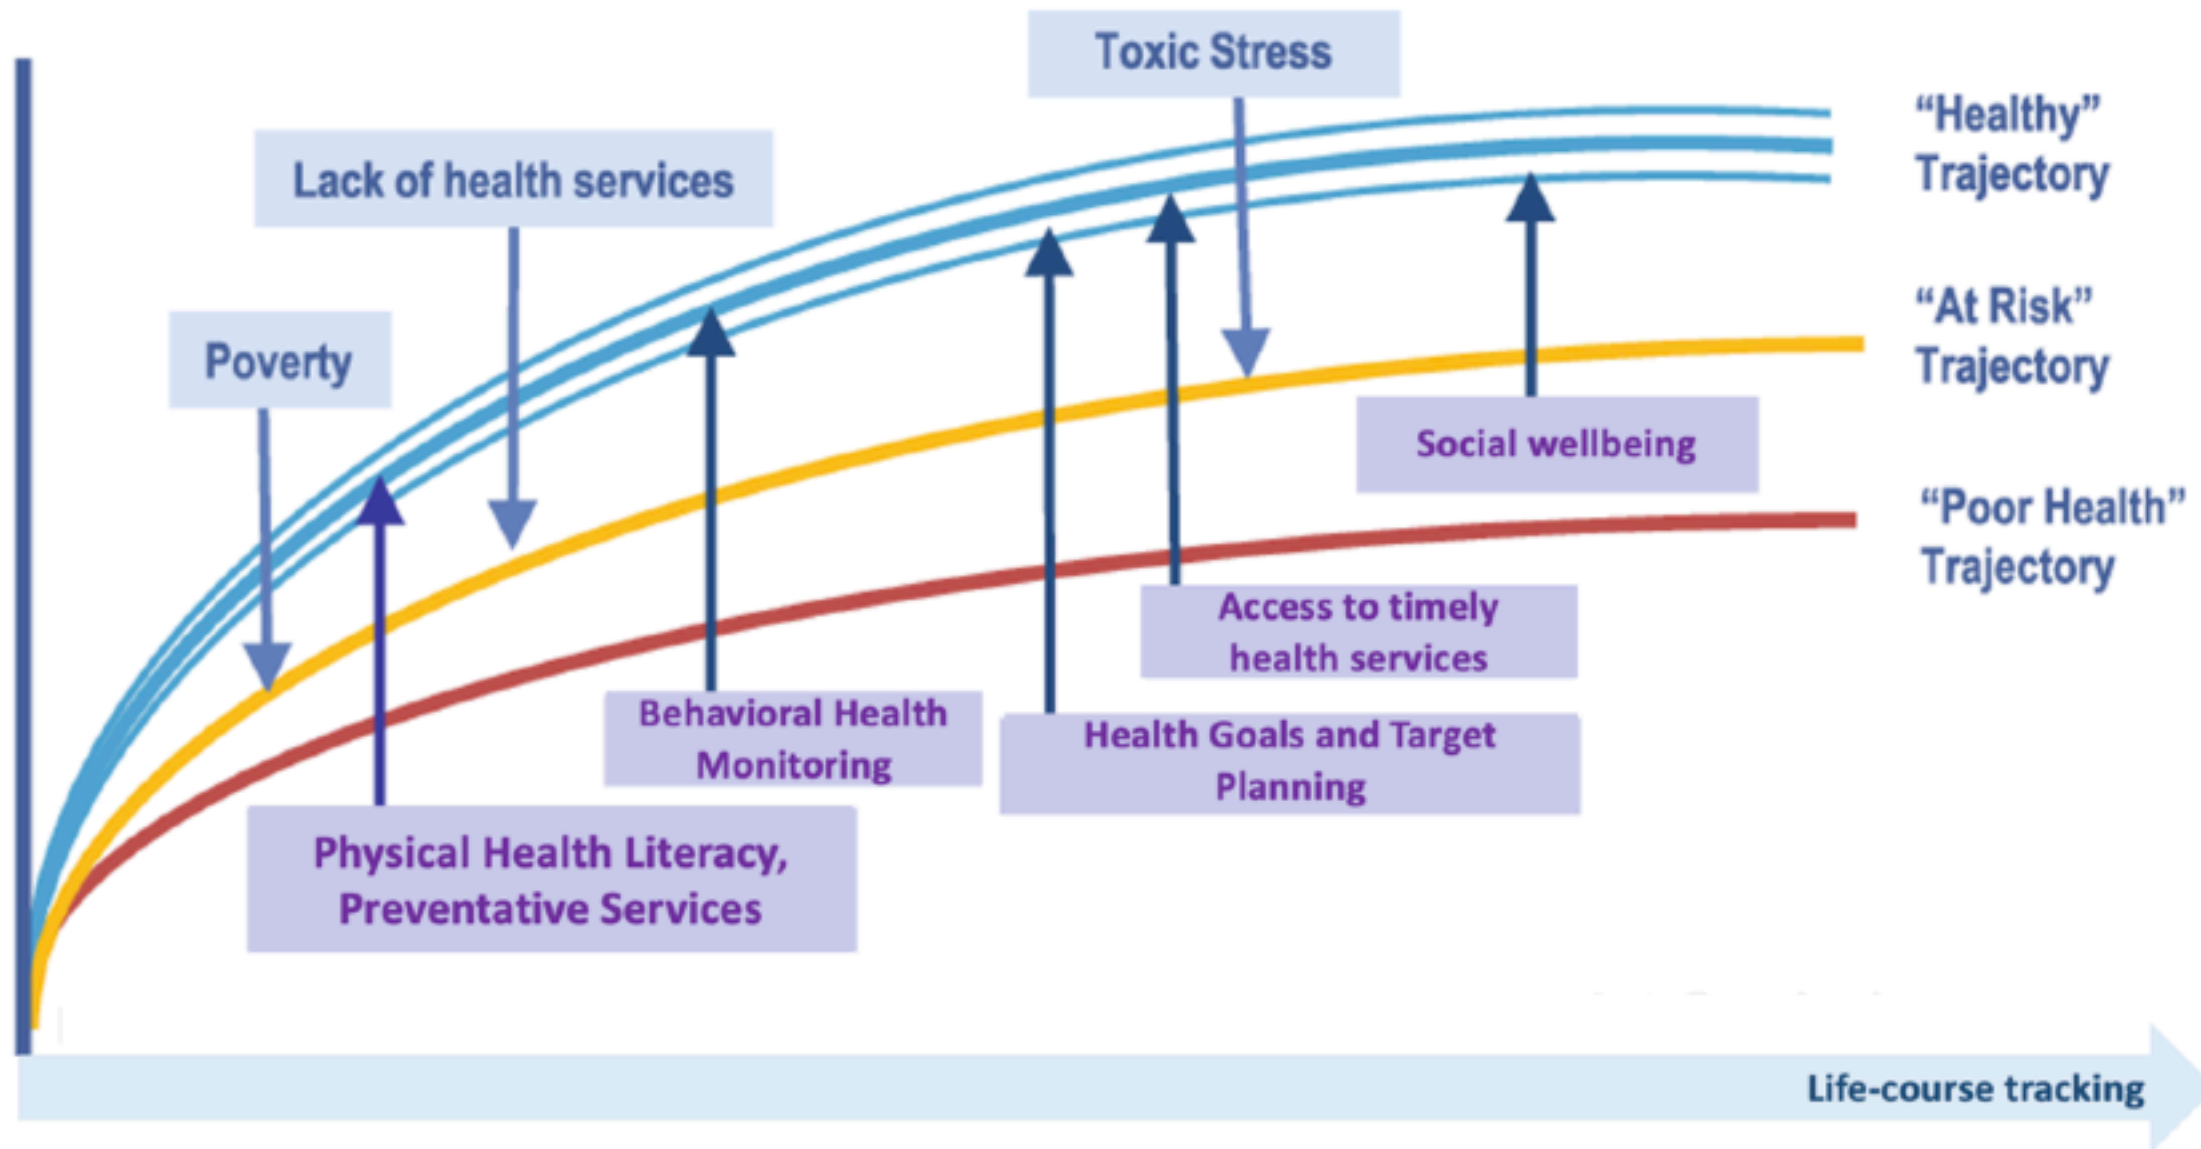 Toxic Stress
“Healthy”
Trajectory
Lack of health services
“At Risk”
Trajectory
Poverty
Social wellbeing
“Poor Health”
Trajectory
Access to timely
health services
Behavioral Health
Monitoring
Health Goals and Target
Planning
Physical Health Literacy,
Preventative Services
Life-course tracking